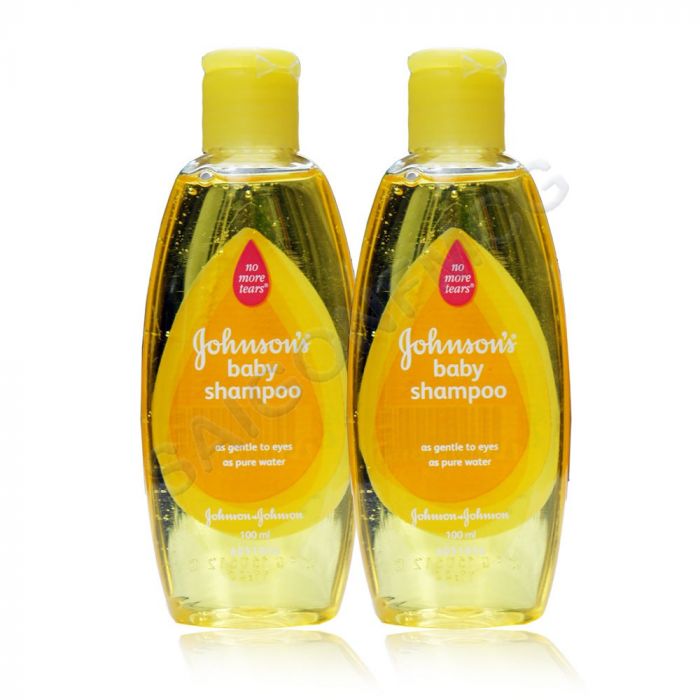 no
more
tears®
Johnson's
baby
shampoo
as gentle to eyes
as pure water
Johnson & Johnson
100 ml
no
more
tears®
Johnson's
baby
shampoo
as gentle to eyes
as pure water
Johnson & Johnson
100 ml